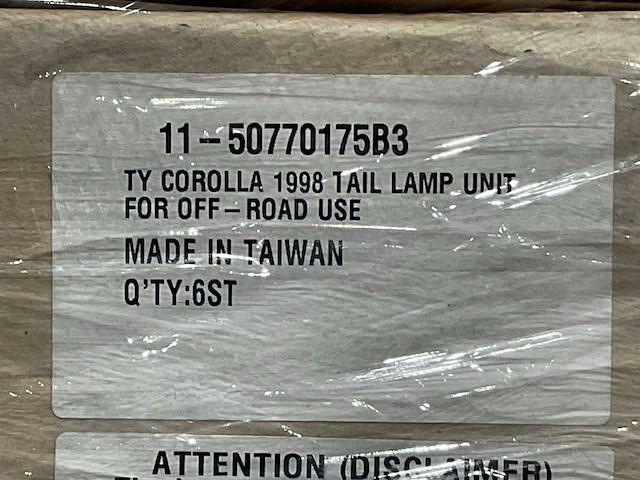 11-50770175B3
TY COROLLA 1998 TAIL LAMP UNIT
FOR OFF-ROAD USE
MADE IN TAIWAN
Q'TY:6ST
ATTENTION (DISCLAIMER)